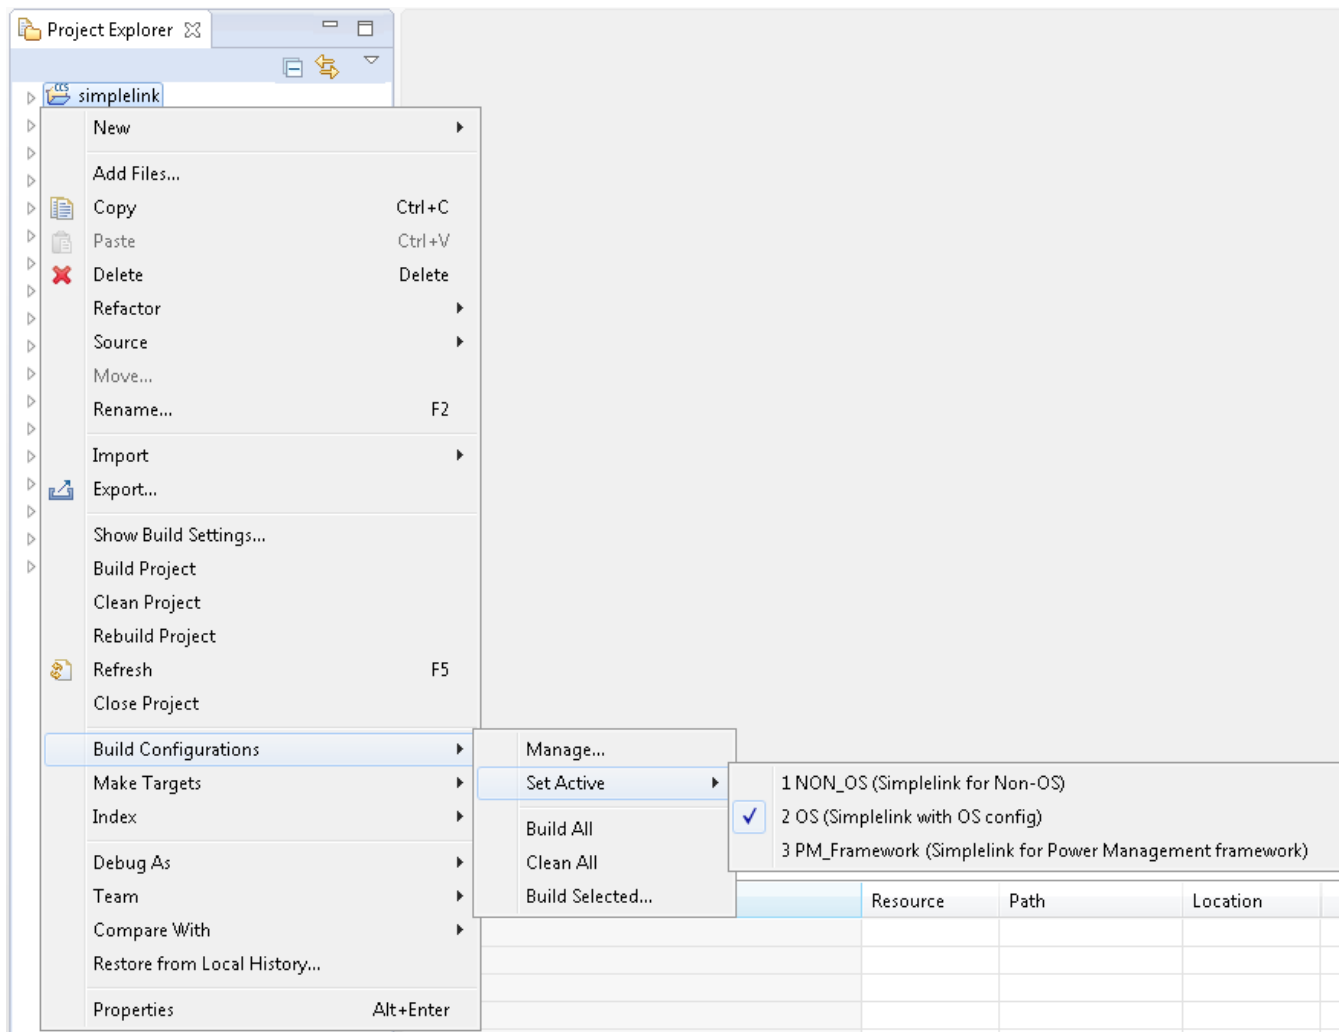 Project Explorer
CCS
simplelink
New
Add Files...
Copy Ctrl+C
Paste Ctrl+V
Delete Delete
Refactor
Source
Move...
Rename... F2
Import
Export...
Show Build Settings...
Build Project
Clean Project
Rebuild Project
Refresh F5
Close Project
Build Configurations
Manage...
Make Targets
Set Active
1 NON_OS (Simplelink for Non-OS)
Index
2 OS (Simplelink with OS config)
Build All
3 PM_Framework (Simplelink for Power Management framework)
Debug As
Clean All
Team
Build Selected...
Resource Path Location
Compare With
Restore from Local History...
Properties Alt+Enter